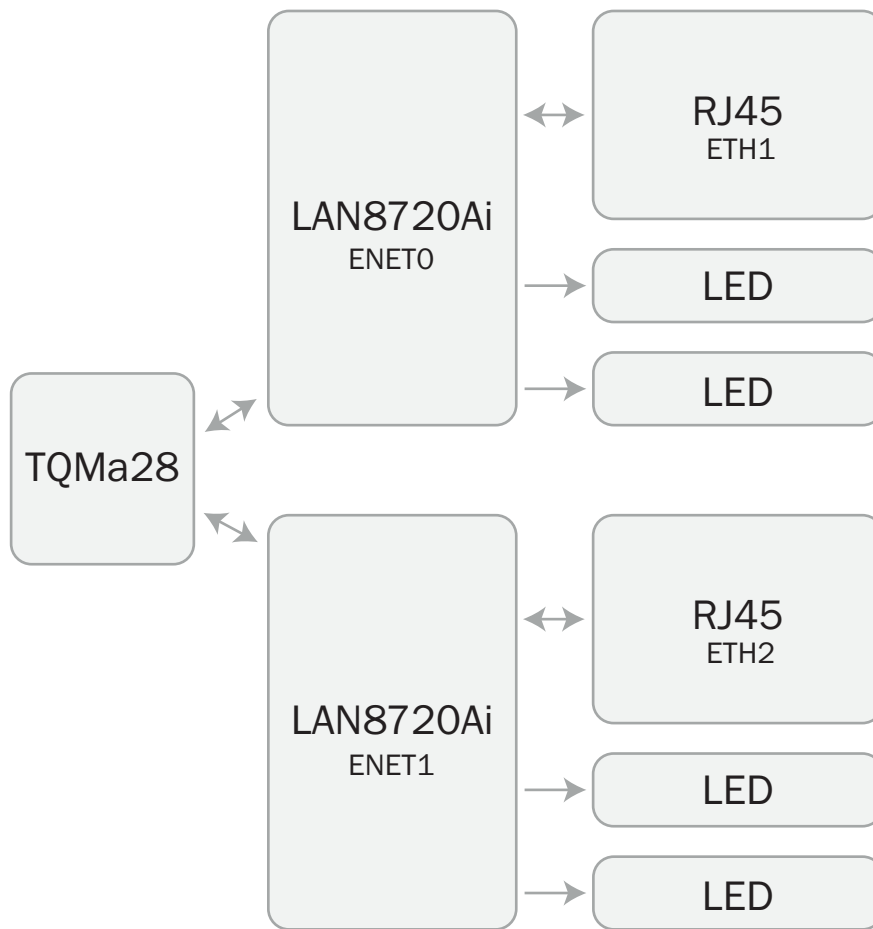 RJ45
ETH1
LAN8720Ai
ENET0
LED
LED
TQMa28
RJ45
ETH2
LAN8720Ai
ENET1
LED
LED